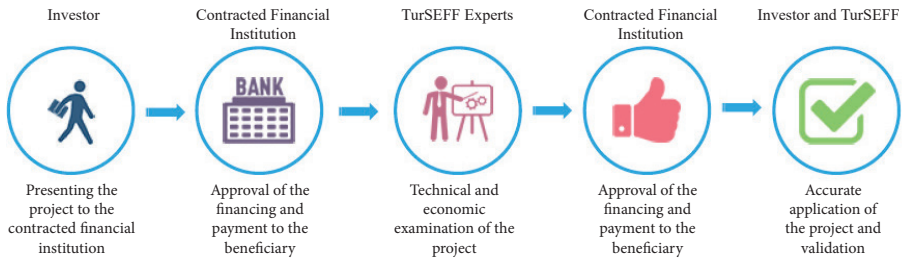 Investor
Contracted Financial
Institution
TurSEFF Experts
Contracted Financial
Institution
Investor and TurSEFF
BANK
Presenting the
project to the
contracted financial
institution
Approval of the
financing and
payment to the
beneficiary
Technical and
economic
examination of the
project
Approval of the
financing and
payment to the
beneficiary
Accurate
application of
the project and
validation